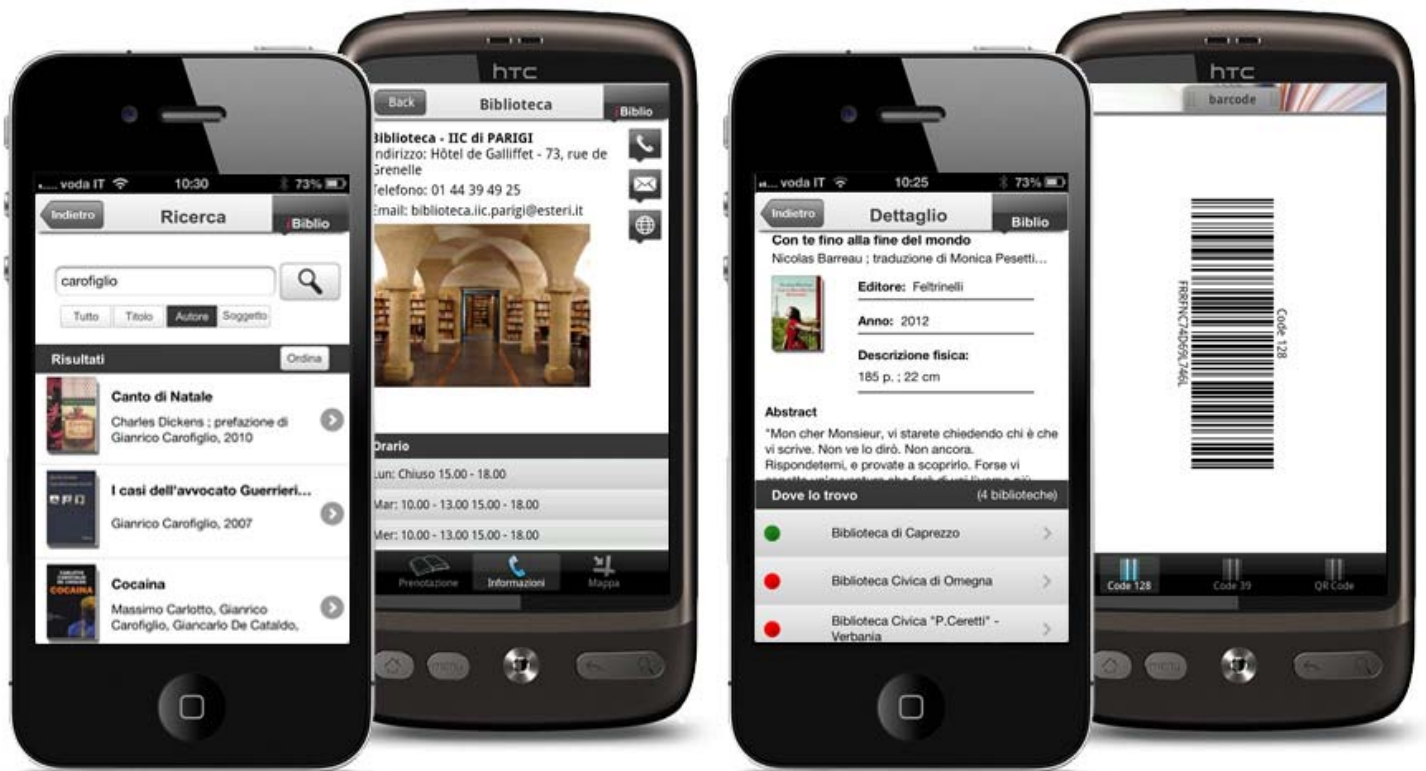 voda IT 10:30 73%
Indietro Ricerca iBiblio
carofiglio
Tutto Titolo Autore Soggetto
Risultati Ordina
Canto di Natale
Charles Dickens ; prefazione di
Gianrico Carofiglio, 2010
I casi dell'avvocato Guerrieri...
Gianrico Carofiglio, 2007
COCAINA
Cocaina
Massimo Carlotto, Gianrico
Carofiglio, Giancarlo De Cataldo,
hTC
Back Biblioteca iBiblio
Biblioteca - IIC di PARIGI
ndirizzo: Hôtel de Galliffet - 73, rue de
Grenelle
Telefono: 01 44 39 49 25
Email: biblioteca.iic.parigi@esteri.it
Orario
Lun: Chiuso 15.00 - 18.00
Mar: 10.00 - 13.00 15.00 - 18.00
Mer: 10.00 - 13.00 15.00 - 18.00
Prenotazione Informazioni Mappa
menu
voda IT 10:25 73%
Indietro Dettaglio Biblio
Con te fino alla fine del mondo
Nicolas Barreau ; traduzione di Monica Pesetti...
Editore: Feltrinelli
Anno: 2012
Descrizione fisica:
185 p. ; 22 cm
Abstract
"Mon cher Monsieur, vi starete chiedendo chi è che
vi scrive. Non ve lo dirò. Non ancora.
Rispondetemi, e provate a scoprirlo. Forse vi
Dove lo trovo (4 biblioteche)
Biblioteca di Caprezzo
Biblioteca Civica di Omegna
Biblioteca Civica "P.Ceretti" -
Verbania
hTC
barcode
Code 128
FRRFNC74D69L746L
Code 128 Code 39 QR Code
menu